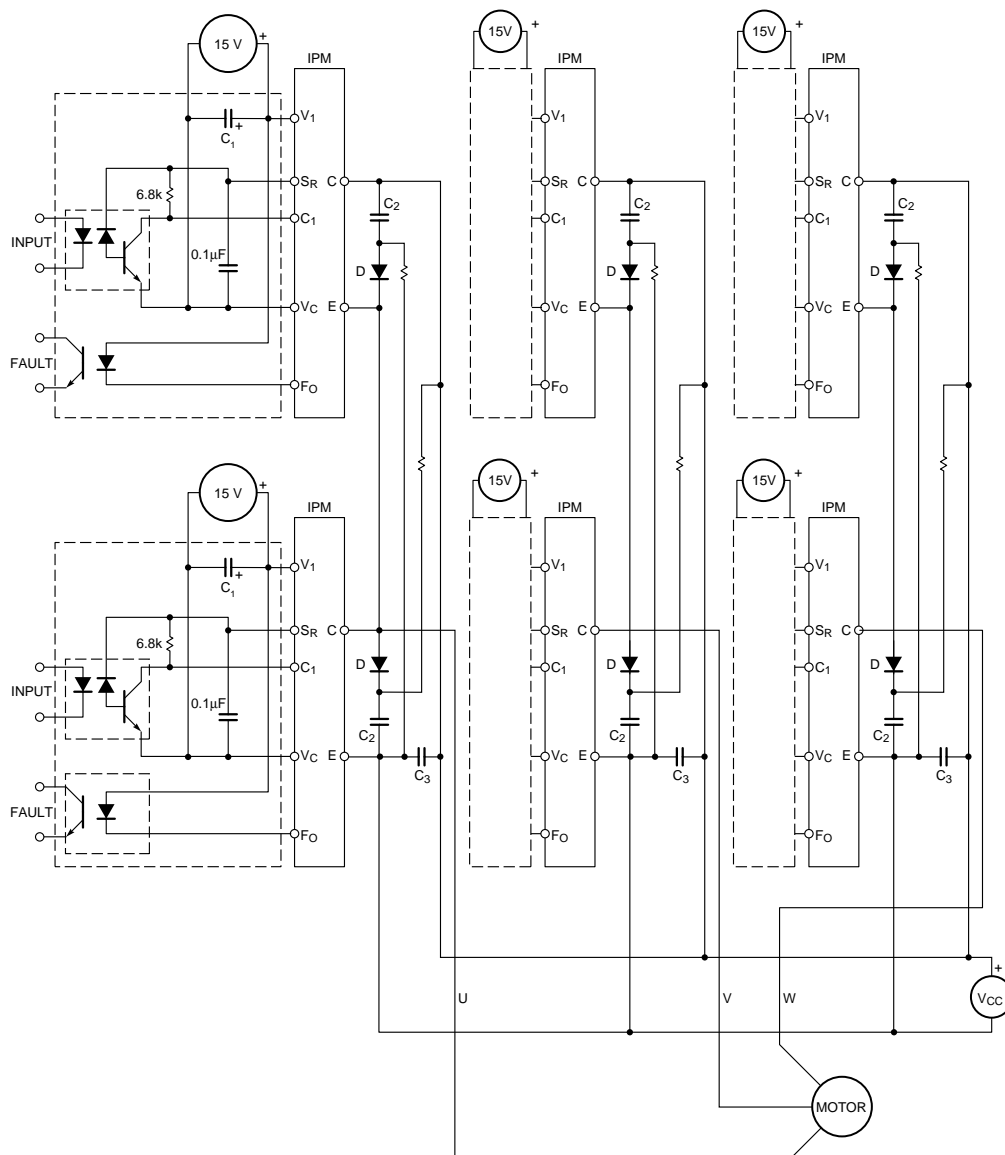 15 V
+
15V
+
15V
+
IPM
IPM
IPM
V1
V1
V1
C1
+
SR C
SR C
SR C
6.8k
C2
C2
C2
C1
C1
C1
INPUT
0.1µF
D
D
D
VC E
VC E
VC E
FAULT
FO
FO
FO
15 V
+
15V
+
15V
+
IPM
IPM
IPM
V1
V1
V1
C1
+
SR C
SR C
SR C
6.8k
D
D
D
C1
C1
C1
INPUT
0.1µF
C2
C2
C2
VC E
VC E
VC E
C3
C3
C3
FAULT
FO
FO
FO
+
U
V
W
VCC
MOTOR